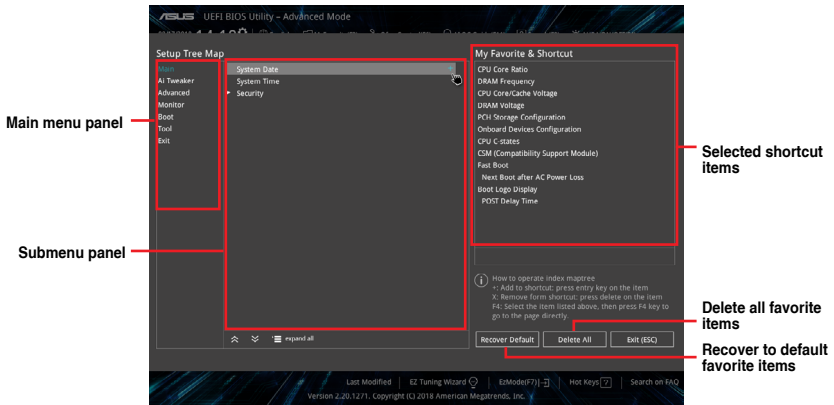 ASUS UEFI BIOS Utility – Advanced Mode
Setup Tree Map
My Favorite & Shortcut
Main
Ai Tweaker
Advanced
Monitor
Boot
Tool
Exit
System Date
System Time
Security
CPU Core Ratio
DRAM Frequency
CPU Core/Cache Voltage
DRAM Voltage
PCH Storage Configuration
Onboard Devices Configuration
CPU C-states
CSM (Compatibility Support Module)
Fast Boot
Next Boot after AC Power Loss
Boot Logo Display
POST Delay Time
Main menu panel
Submenu panel
Selected shortcut
items
How to operate index maptree
+: Add to shortcut: press entry key on the item
X: Remove form shortcut: press delete on the item
F4: Select the item listed above, then press F4 key to
go to the page directly.
Delete all favorite
items
Recover to default
favorite items
expand all
Recover Default
Delete All
Exit (ESC)
Last Modified
EZ Tuning Wizard
EzMode(F7)
Hot Keys ?
Search on FAQ
Version 2.20.1271. Copyright (C) 2018 American Megatrends, Inc.